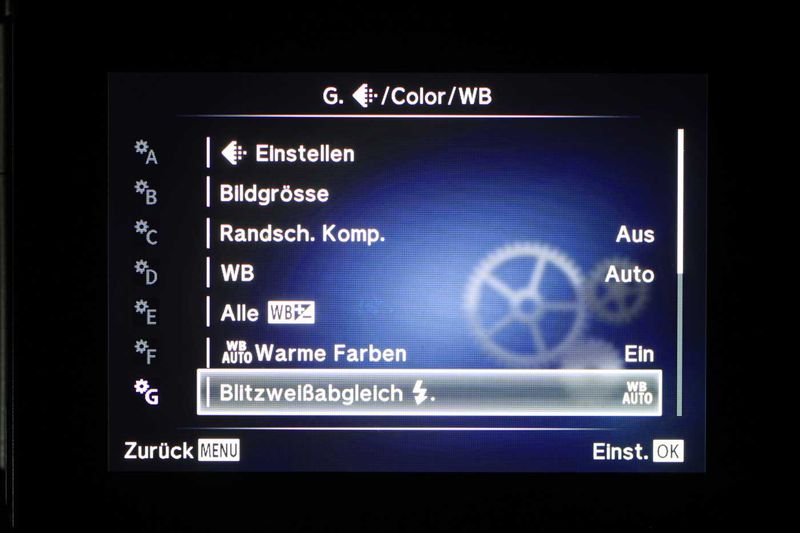 G. /Color/WB
A
Einstellen
B
Bildgrösse
C
Randsch. Komp. Aus
D
WB Auto
E
Alle WB
F
WB AUTO Warme Farben Ein
G
Blitzweißabgleich . WB AUTO
Zurück MENU
Einst. OK